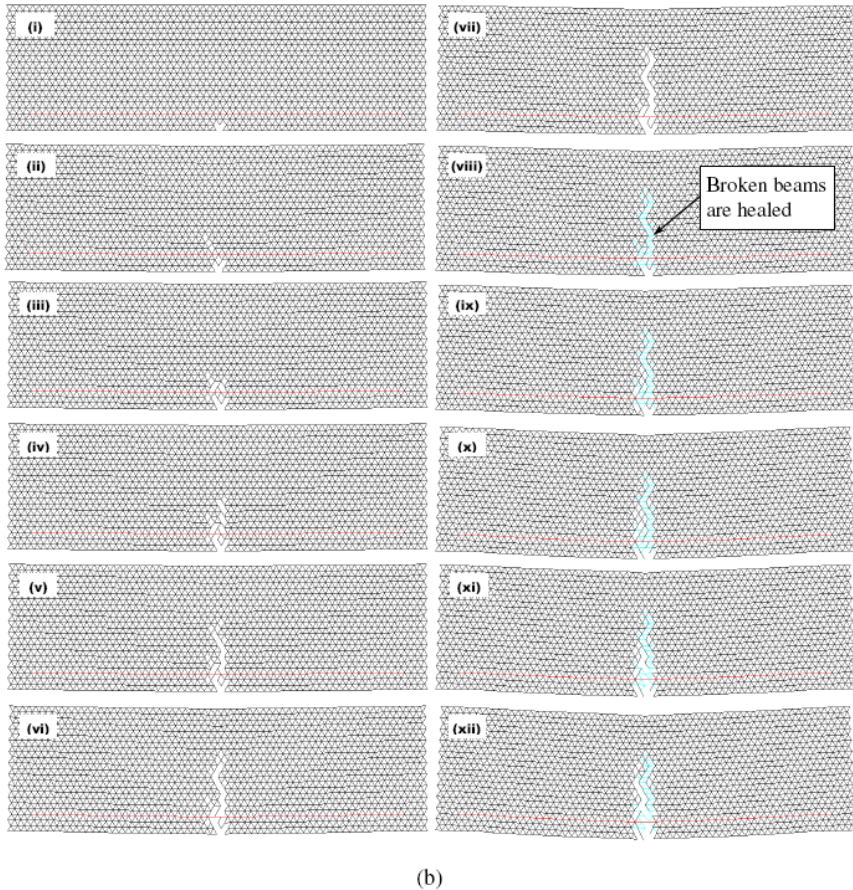 (i)
(ii)
(iii)
(iv)
(v)
(vi)
(vii)
(viii)
Broken beams
are healed
(ix)
(x)
(xi)
(xii)
(b)